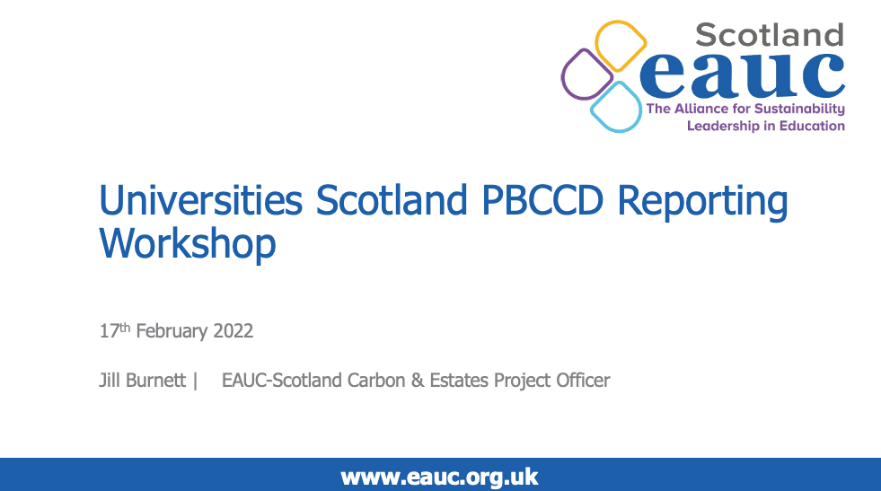 Scotland
eauc
The Alliance for Sustainability
Leadership in Education
Universities Scotland PBCCD Reporting
Workshop
17th February 2022
Jill Burnett | EAUC-Scotland Carbon & Estates Project Officer
www.eauc.org.uk